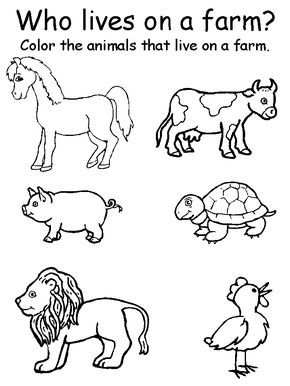 Who lives on a farm?
Color the animals that live on a farm.